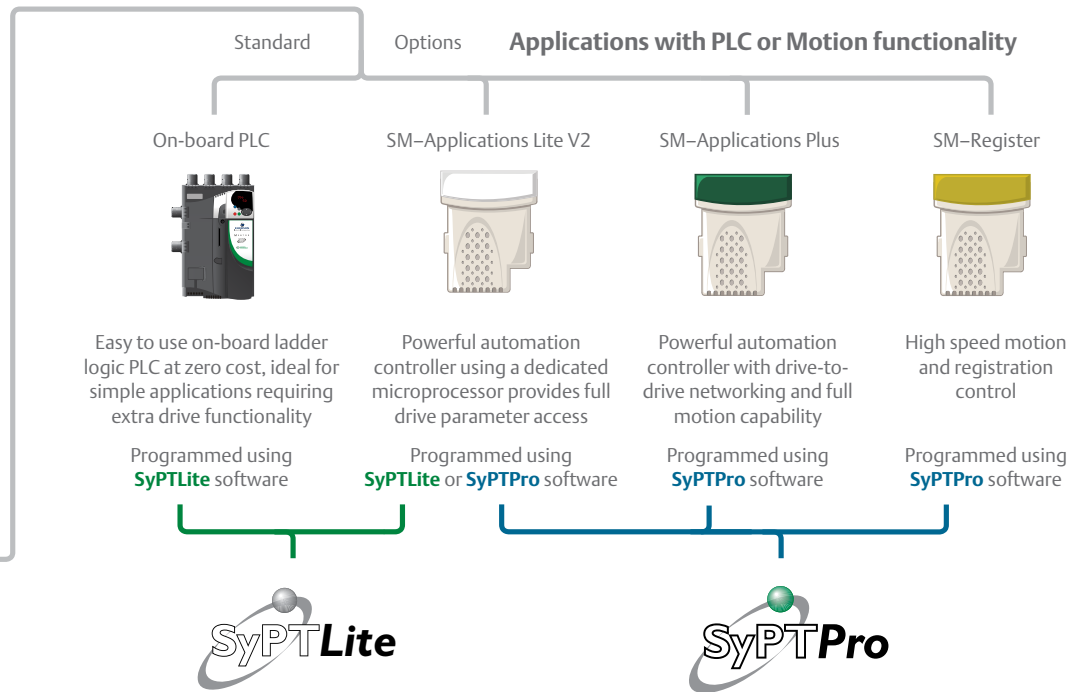 Standard
Options
Applications with PLC or Motion functionality
On-board PLC
SM–Applications Lite V2
SM–Applications Plus
SM–Register
Easy to use on-board ladder
logic PLC at zero cost, ideal for
simple applications requiring
extra drive functionality
Programmed using
SyPTLite software
Powerful automation
controller using a dedicated
microprocessor provides full
drive parameter access
Programmed using
SyPTLite or SyPTPro software
Powerful automation
controller with drive-to-
drive networking and full
motion capability
Programmed using
SyPTPro software
High speed motion
and registration
control
Programmed using
SyPTPro software
SyPTLite
SyPTPro